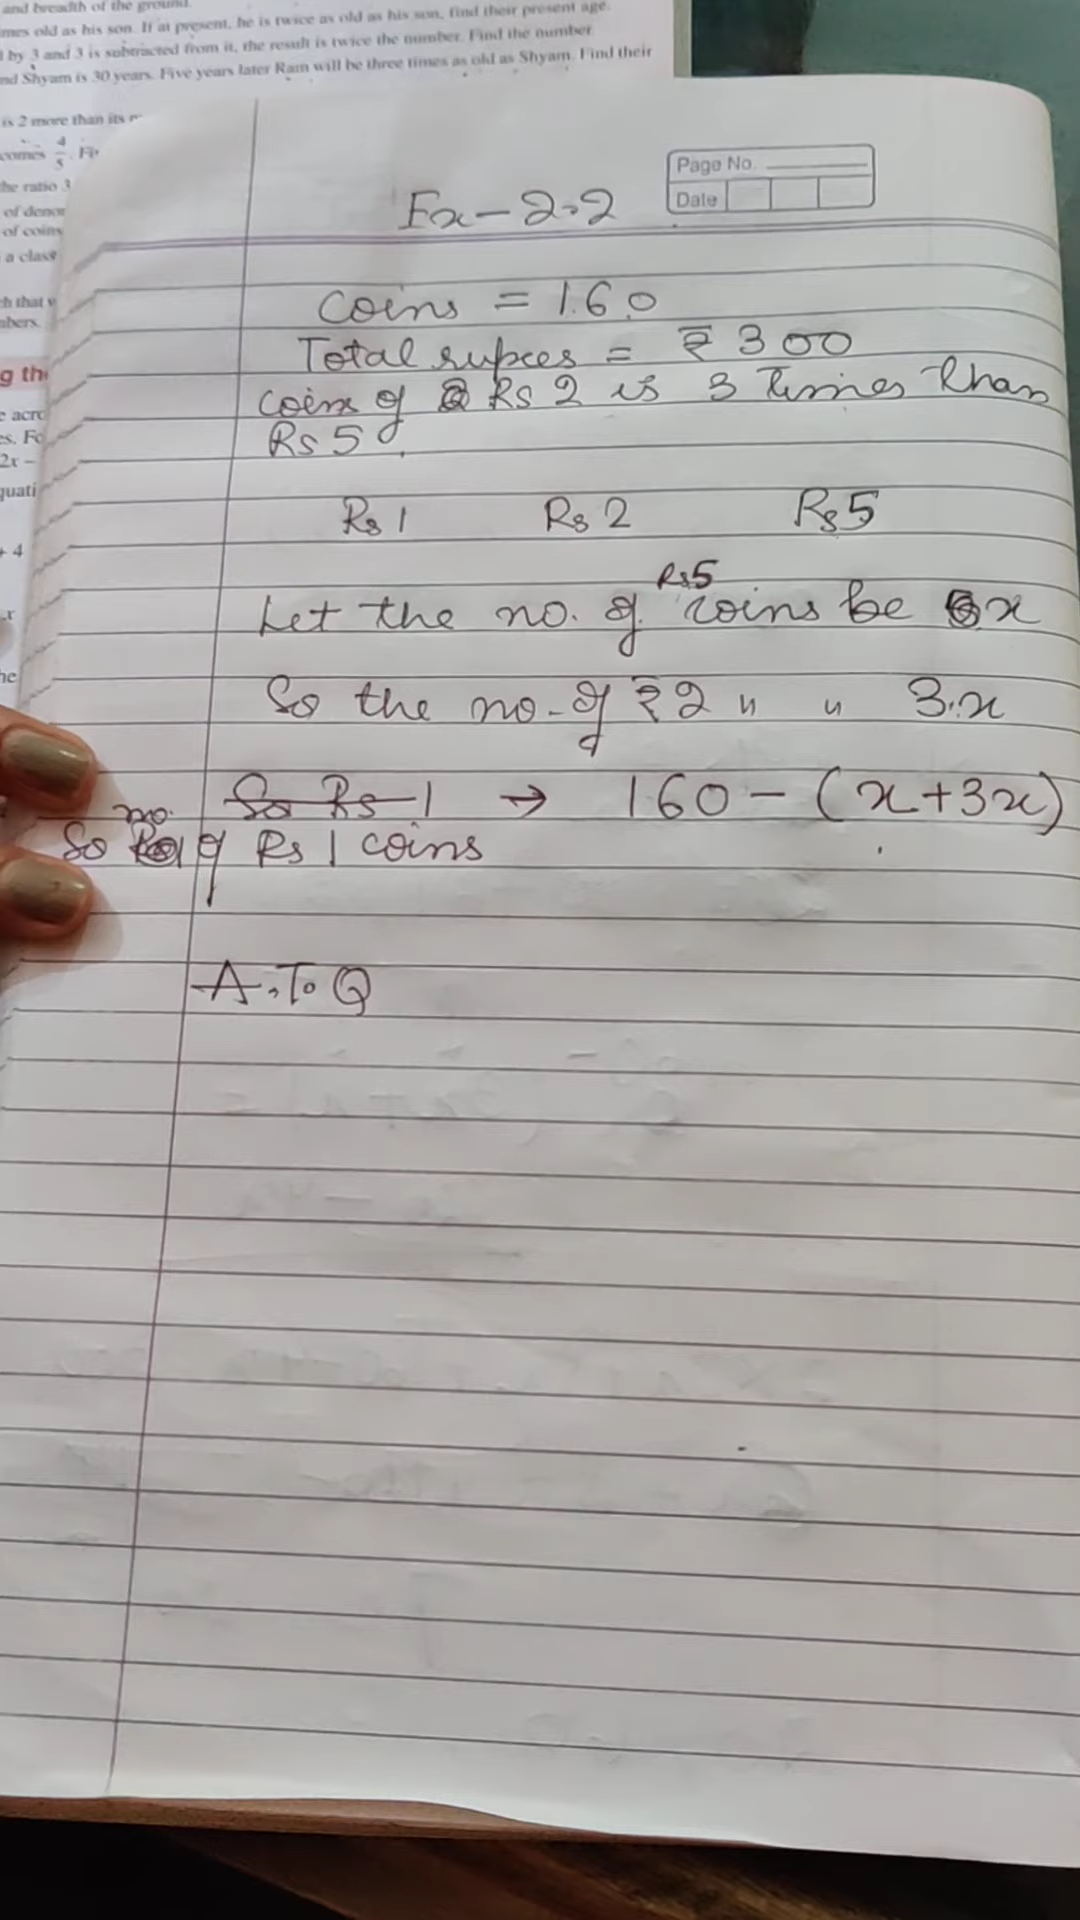 and breadth of the ground.
mes old as his son. If at present, he is twice as old as his son, find their present age.
by 3 and 3 is subtracted from it, the result is twice the number. Find the number.
nd Shyam is 30 years. Five years later Ram will be three times as old as Shyam. Find their
is 2 more than its
comes 4/5. Fi
he ratio 3
of denor
of coins
a class
ch that
nbers.
g the
e acro
es. Fo
2x -
quati
+ 4
Page No.
Date
Ex - 2.2
Coins = 160
Total rupees = ₹ 300
Coins of Rs 2 is 3 times than
Rs 5.
Rs 1 Rs 2 Rs 5
Rs5
Let the no. of coins be x
So the no. of ₹2 " " 3x
So Rs 1 → 160 - (x+3x)
no.
So of Rs 1 coins
A.To Q